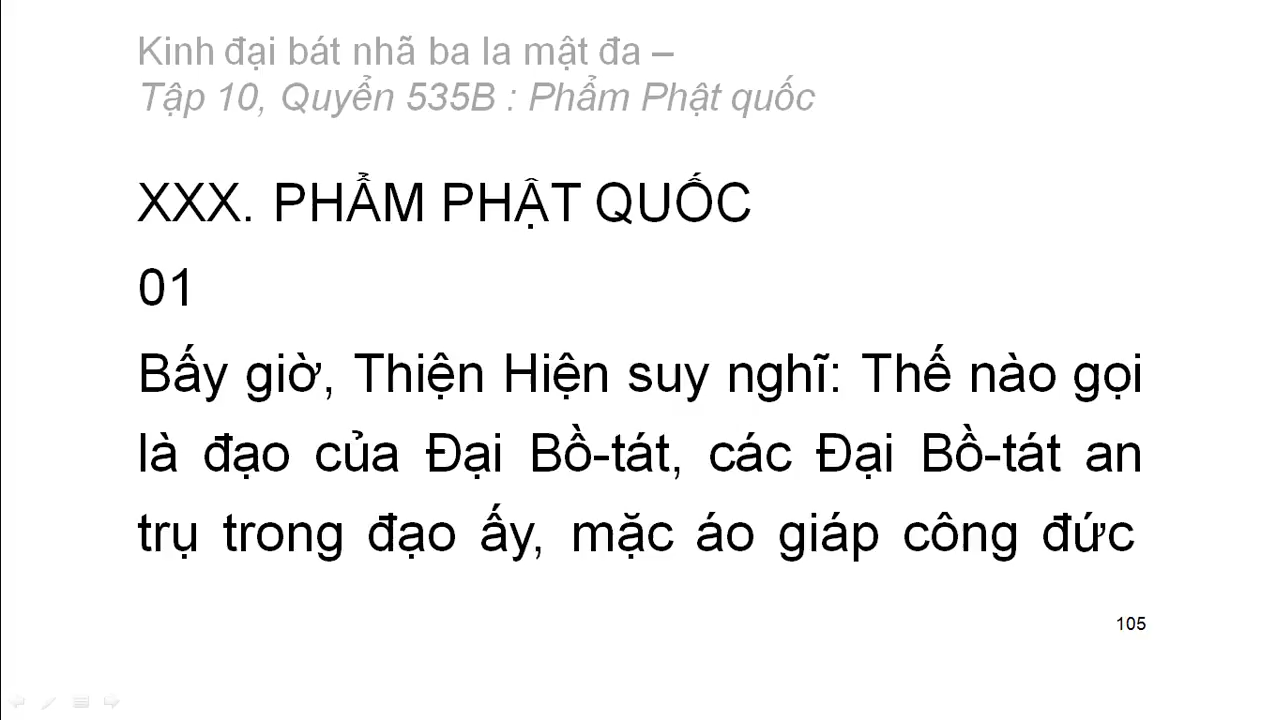 Kinh đại bát nhã ba la mật đa –
Tập 10, Quyển 535B : Phẩm Phật quốc
XXX. PHẨM PHẬT QUỐC
01
Bấy giờ, Thiện Hiện suy nghĩ: Thế nào gọi
là đạo của Đại Bồ-tát, các Đại Bồ-tát an
trụ trong đạo ấy, mặc áo giáp công đức
105